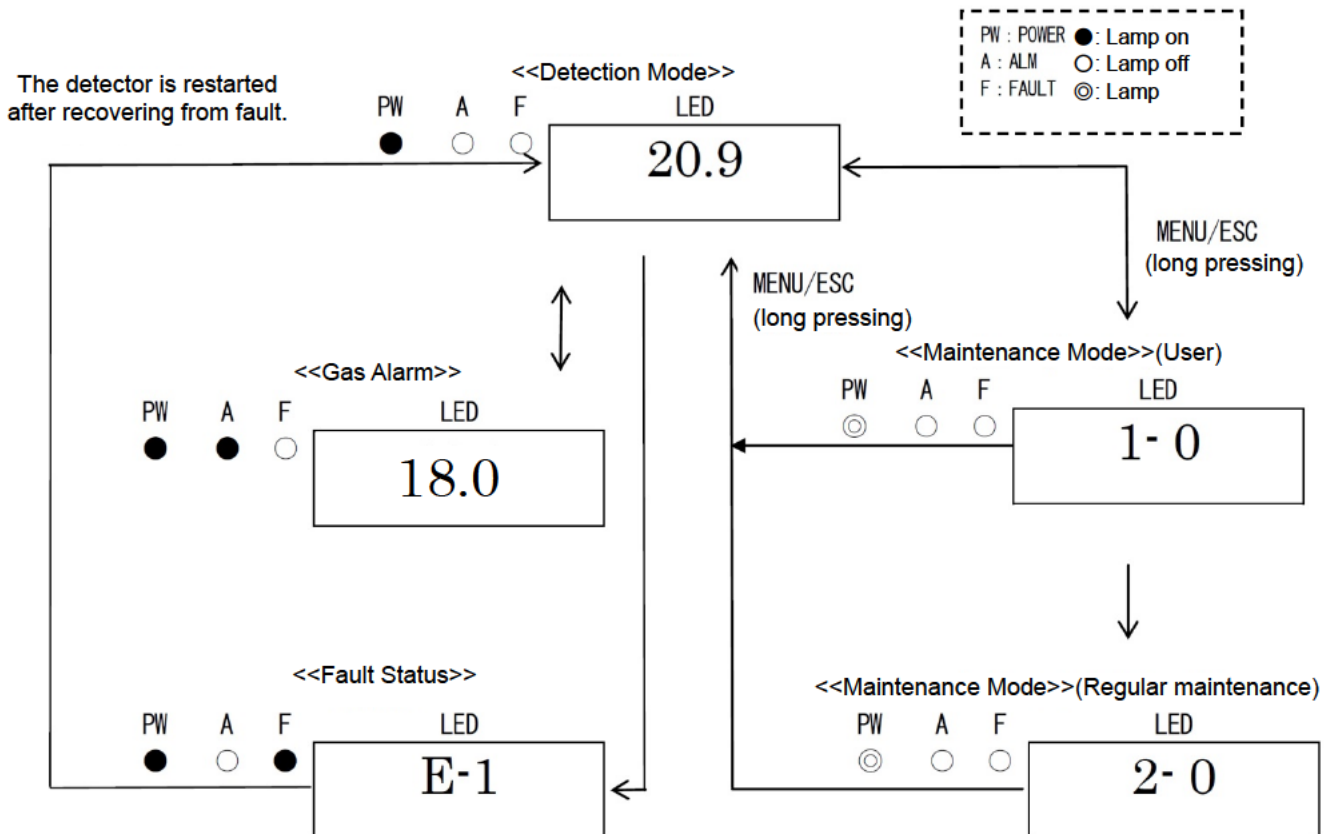 PW : POWER ●: Lamp on
A : ALM ○: Lamp off
F : FAULT ◎: Lamp
The detector is restarted
after recovering from fault.
<<Detection Mode>>
PW A F LED
20.9
MENU/ESC
(long pressing)
MENU/ESC
(long pressing)
<<Gas Alarm>>
PW A F LED
18.0
<<Maintenance Mode>>(User)
PW A F LED
1- 0
<<Fault Status>>
PW A F LED
E-1
<<Maintenance Mode>>(Regular maintenance)
PW A F LED
2- 0